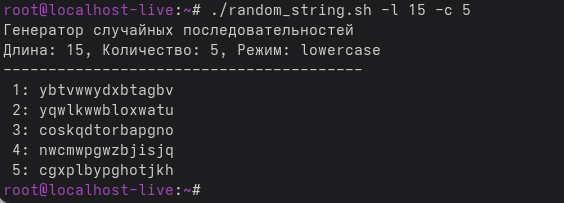 root@localhost-live:~# ./random_string.sh -l 15 -c 5
Генератор случайных последовательностей
Длина: 15, Количество: 5, Режим: lowercase
----------------------------------------
1: ybtvwwydxbtagbv
2: yqwlkwwbloxwatu
3: coskqdtorbapgno
4: nwcmwpgwzbjisjq
5: cgxplbypghotjkh
root@localhost-live:~#